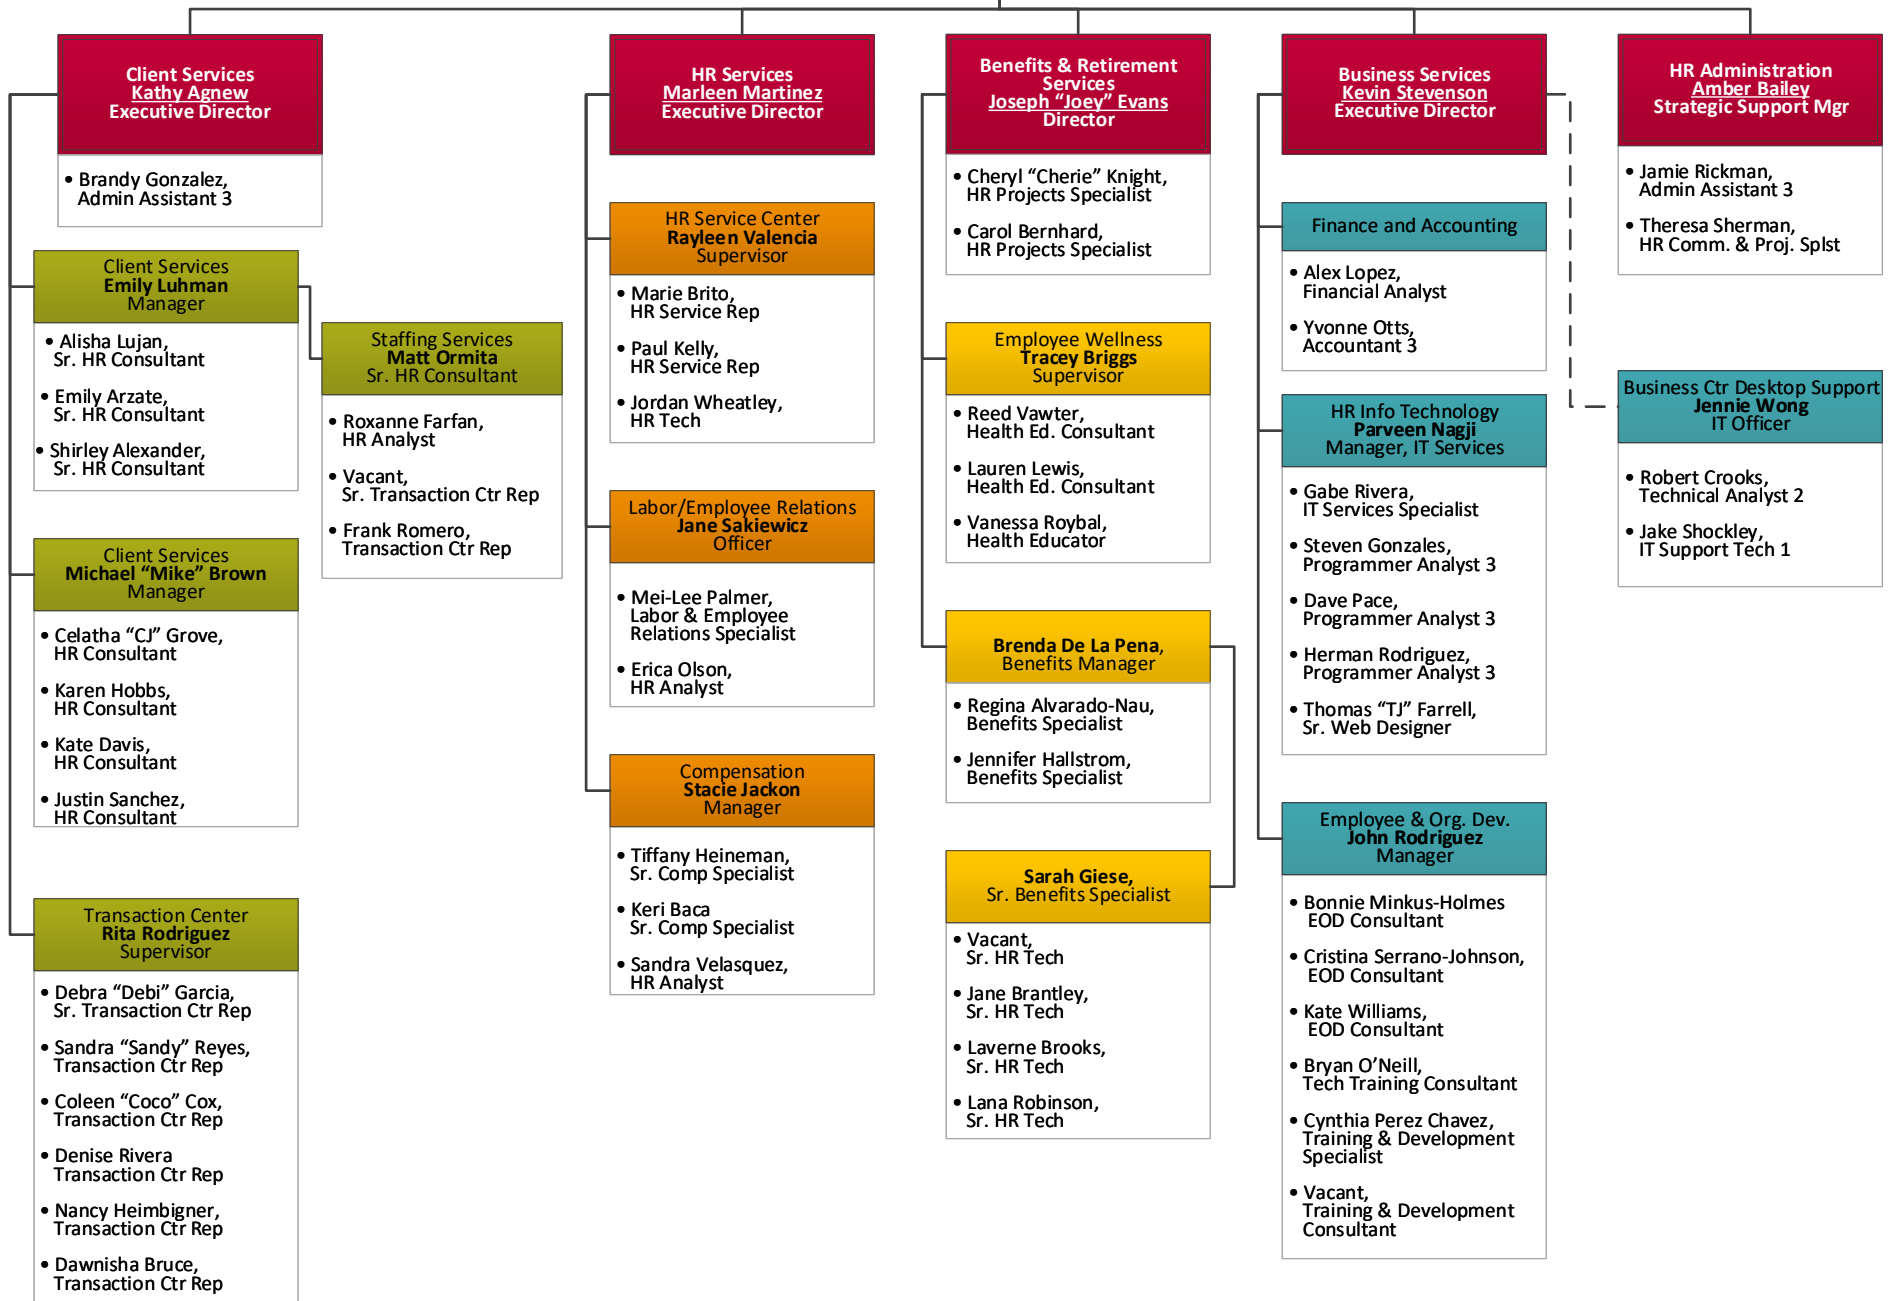 Client Services
Kathy Agnew
Executive Director
• Brandy Gonzalez,
Admin Assistant 3
Client Services
Emily Luhman
Manager
• Alisha Lujan,
Sr. HR Consultant
• Emily Arzate,
Sr. HR Consultant
• Shirley Alexander,
Sr. HR Consultant
Staffing Services
Matt Ormita
Sr. HR Consultant
• Roxanne Farfan,
HR Analyst
• Vacant,
Sr. Transaction Ctr Rep
• Frank Romero,
Transaction Ctr Rep
Client Services
Michael “Mike” Brown
Manager
• Celatha “CJ” Grove,
HR Consultant
• Karen Hobbs,
HR Consultant
• Kate Davis,
HR Consultant
• Justin Sanchez,
HR Consultant
Transaction Center
Rita Rodriguez
Supervisor
• Debra “Debi” Garcia,
Sr. Transaction Ctr Rep
• Sandra “Sandy” Reyes,
Transaction Ctr Rep
• Coleen “Coco” Cox,
Transaction Ctr Rep
• Denise Rivera
Transaction Ctr Rep
• Nancy Heimbigner,
Transaction Ctr Rep
• Dawnisha Bruce,
Transaction Ctr Rep
HR Services
Marleen Martinez
Executive Director
HR Service Center
Rayleen Valencia
Supervisor
• Marie Brito,
HR Service Rep
• Paul Kelly,
HR Service Rep
• Jordan Wheatley,
HR Tech
Labor/Employee Relations
Jane Sakiewicz
Officer
• Mei-Lee Palmer,
Labor & Employee
Relations Specialist
• Erica Olson,
HR Analyst
Compensation
Stacie Jackon
Manager
• Tiffany Heineman,
Sr. Comp Specialist
• Keri Baca
Sr. Comp Specialist
• Sandra Velasquez,
HR Analyst
Benefits & Retirement
Services
Joseph “Joey” Evans
Director
• Cheryl “Cherie” Knight,
HR Projects Specialist
• Carol Bernhard,
HR Projects Specialist
Employee Wellness
Tracey Briggs
Supervisor
• Reed Vawter,
Health Ed. Consultant
• Lauren Lewis,
Health Ed. Consultant
• Vanessa Roybal,
Health Educator
Brenda De La Pena,
Benefits Manager
• Regina Alvarado-Nau,
Benefits Specialist
• Jennifer Hallstrom,
Benefits Specialist
Sarah Giese,
Sr. Benefits Specialist
• Vacant,
Sr. HR Tech
• Jane Brantley,
Sr. HR Tech
• Laverne Brooks,
Sr. HR Tech
• Lana Robinson,
Sr. HR Tech
Business Services
Kevin Stevenson
Executive Director
Finance and Accounting
• Alex Lopez,
Financial Analyst
• Yvonne Otts,
Accountant 3
HR Info Technology
Parveen Nagji
Manager, IT Services
• Gabe Rivera,
IT Services Specialist
• Steven Gonzales,
Programmer Analyst 3
• Dave Pace,
Programmer Analyst 3
• Herman Rodriguez,
Programmer Analyst 3
• Thomas “TJ” Farrell,
Sr. Web Designer
Employee & Org. Dev.
John Rodriguez
Manager
• Bonnie Minkus-Holmes
EOD Consultant
• Cristina Serrano-Johnson,
EOD Consultant
• Kate Williams,
EOD Consultant
• Bryan O’Neill,
Tech Training Consultant
• Cynthia Perez Chavez,
Training & Development
Specialist
• Vacant,
Training & Development
Consultant
HR Administration
Amber Bailey
Strategic Support Mgr
• Jamie Rickman,
Admin Assistant 3
• Theresa Sherman,
HR Comm. & Proj. Splst
Business Ctr Desktop Support
Jennie Wong
IT Officer
• Robert Crooks,
Technical Analyst 2
• Jake Shockley,
IT Support Tech 1